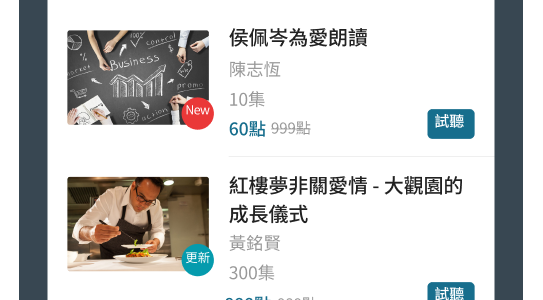 侯佩岑為愛朗讀
陳志恆
10集
60點 999點
試聽
Business
control
promo
action
New
紅樓夢非關愛情 - 大觀園的
成長儀式
黃銘賢
300集
更新
試聽